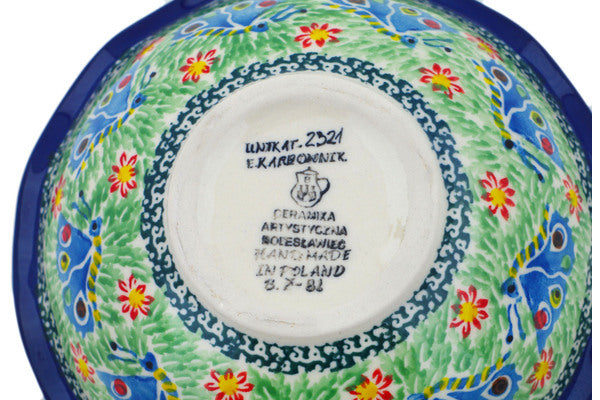 UNIKAT-2321
E.KARBOWNIK.
B
CERAMIKA
ARTYSTYCZNA
BOLESŁAWIEC
HANDMADE
IN POLAND